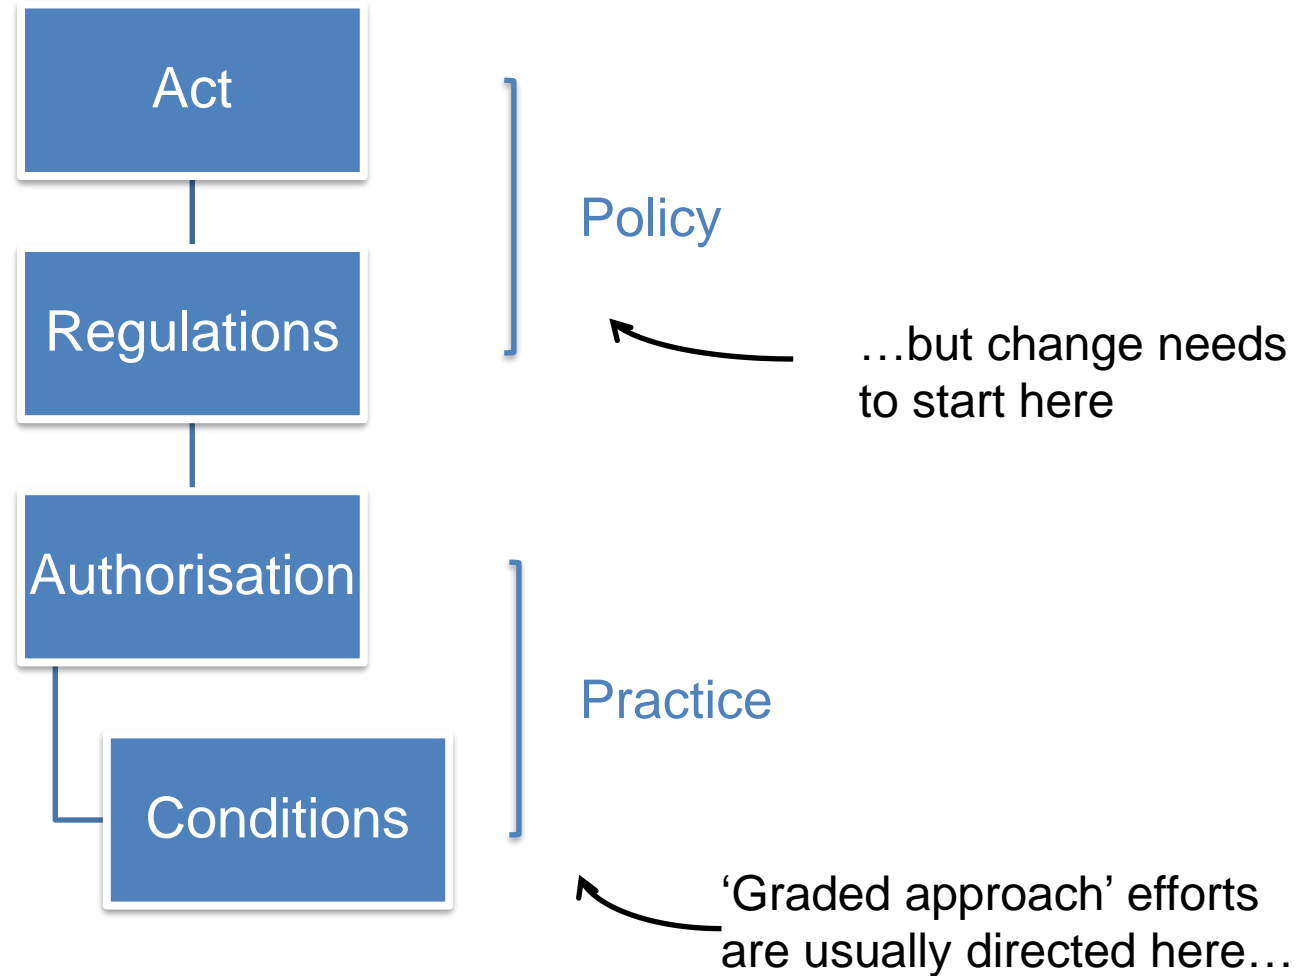 Act
Policy
Regulations
…but change needs
to start here
Authorisation
Practice
Conditions
‘Graded approach’ efforts
are usually directed here…